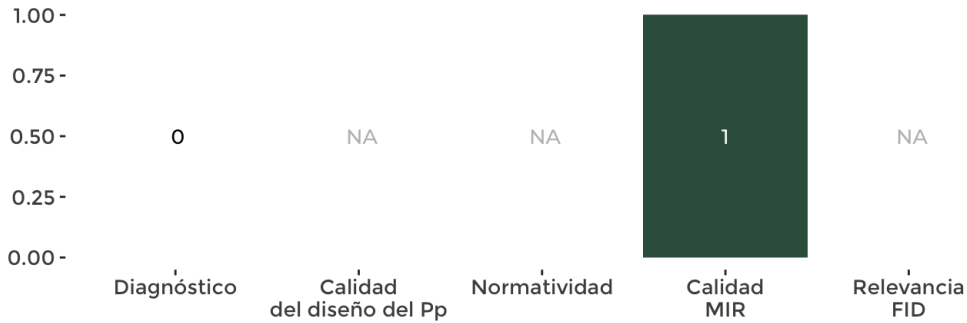 1.00
0.75
0.50
0.25
0.00
0
NA
NA
1
NA
Diagnóstico
Calidad
del diseño del Pp
Normatividad
Calidad
MIR
Relevancia
FID